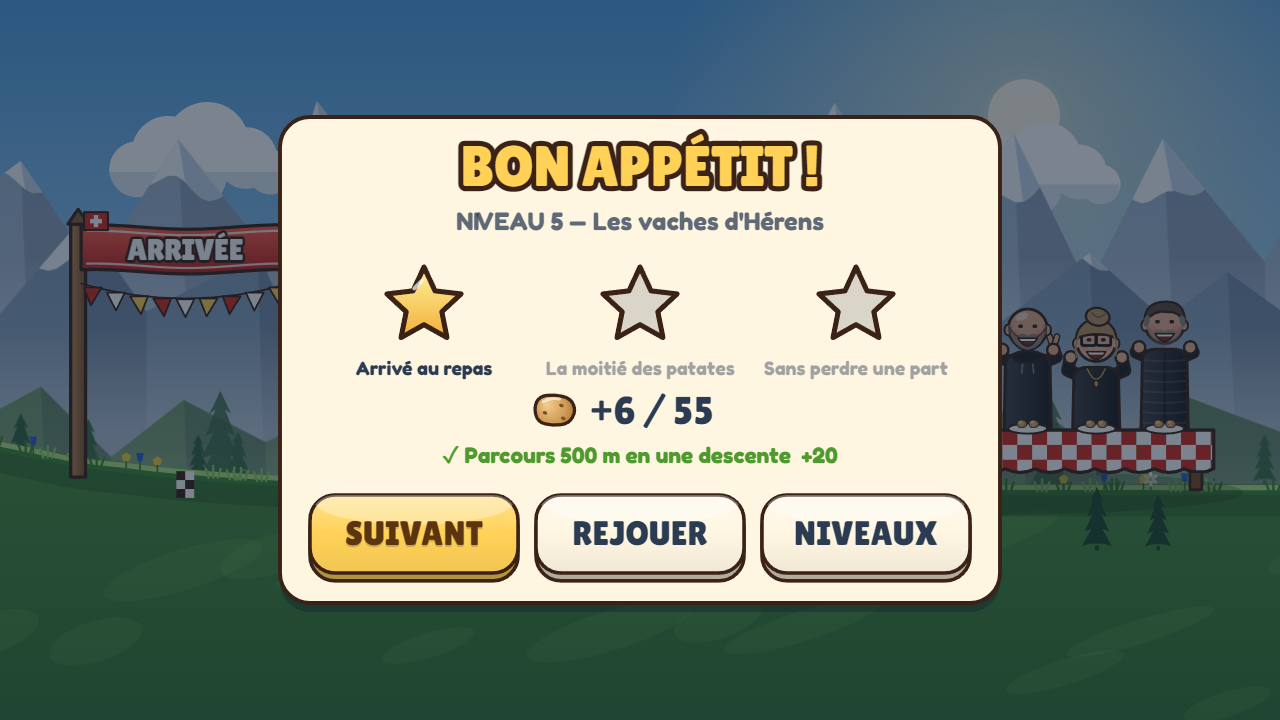 BON APPÉTIT !
NIVEAU 5 – Les vaches d'Hérens
ARRIVÉE
Arrivé au repas
La moitié des patates
Sans perdre une part
+6 / 55
✓ Parcours 500 m en une descente +20
SUIVANT
REJOUER
NIVEAUX